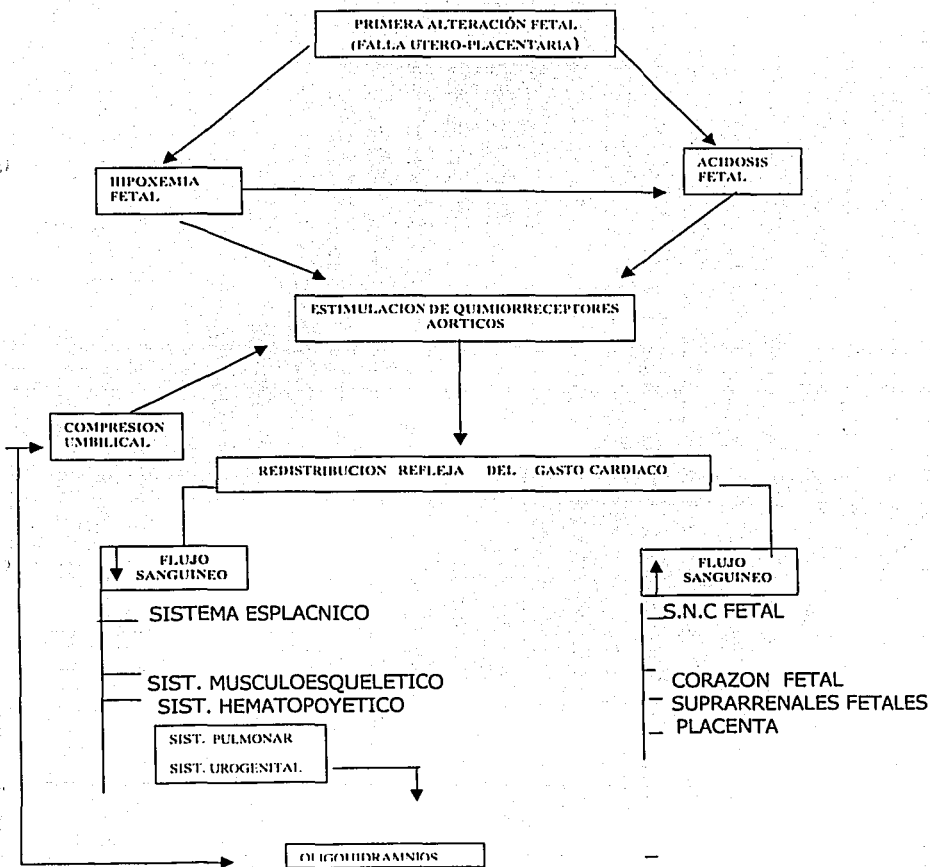 PRIMERA ALTERACIÓN FETAL
(FALLA UTERO-PLACENTARIA)
HIPOXEMIA
FETAL
ACIDOSIS
FETAL
ESTIMULACION DE QUIMIORRECEPTORES
AORTICOS
COMPRESION
UMBILICAL
REDISTRIBUCION REFLEJA DEL GASTO CARDIACO
FLUJO
SANGUINEO
FLUJO
SANGUINEO
SISTEMA ESPLACNICO
SIST. MUSCULOESQUELETICO
SIST. HEMATOPOYETICO
SIST. PULMONAR
SIST. UROGENITAL
S.N.C FETAL
CORAZON FETAL
SUPRARRENALES FETALES
PLACENTA
OLIGOHIDRAMNIOS